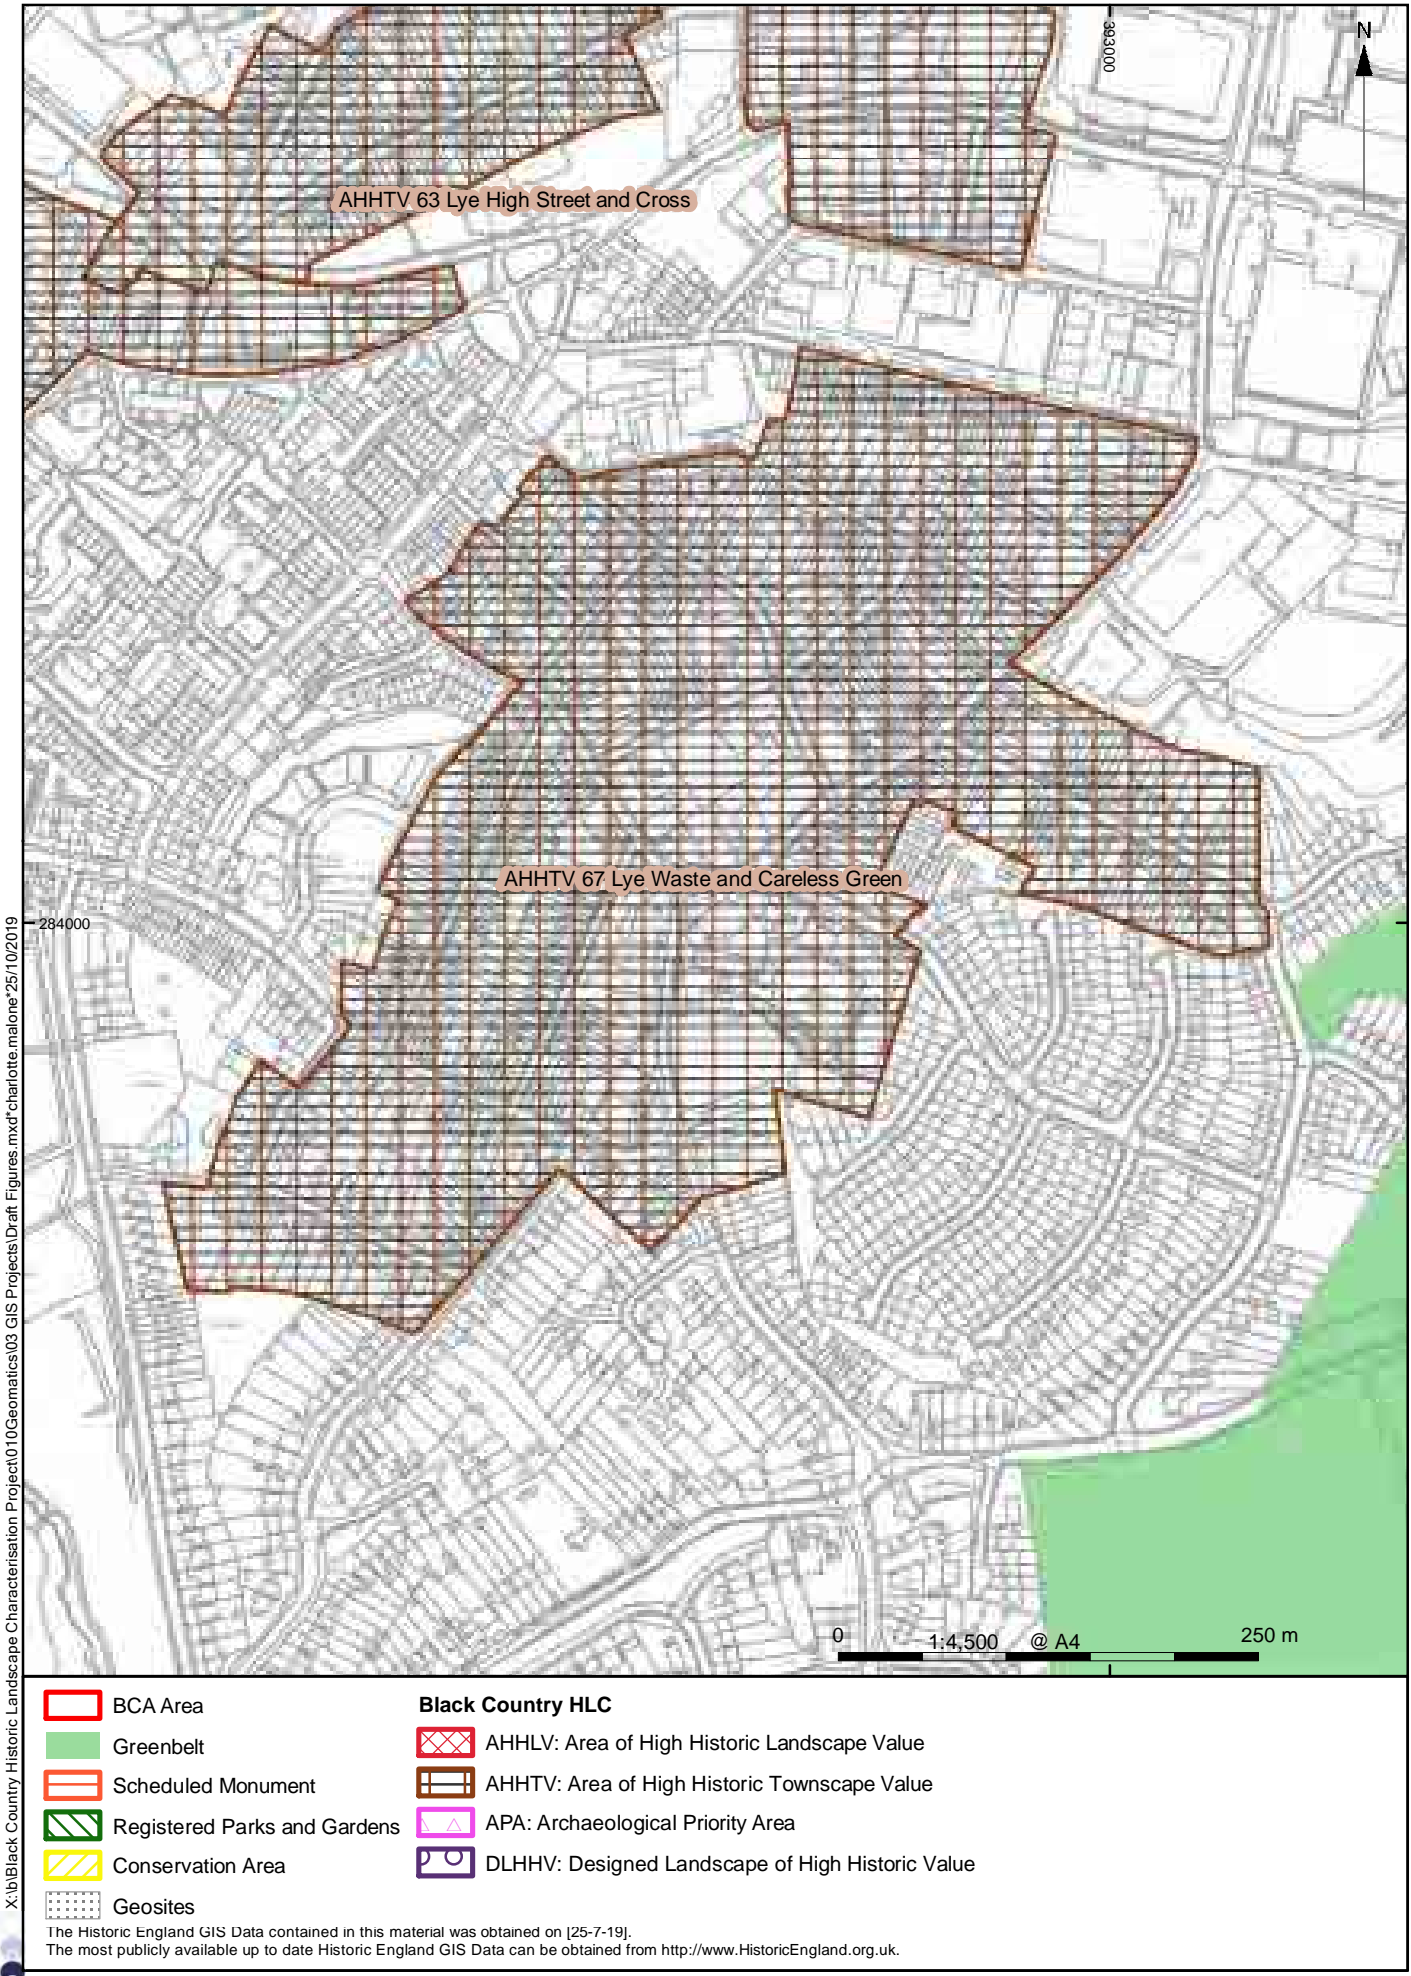 393000
N
AHHTV 63 Lye High Street and Cross
AHHTV 67 Lye Waste and Careless Green
284000
0 1:4,500 @ A4 250 m
X:\b\Black Country Historic Landscape Characterisation Project\010Geomatics\03 GIS Projects\Draft Figures.mxd*charlotte.malone*25/10/2019
BCA Area
Greenbelt
Scheduled Monument
Registered Parks and Gardens
Conservation Area
Geosites
Black Country HLC
AHHLV: Area of High Historic Landscape Value
AHHTV: Area of High Historic Townscape Value
APA: Archaeological Priority Area
DLHHV: Designed Landscape of High Historic Value
The Historic England GIS Data contained in this material was obtained on [25-7-19].
The most publicly available up to date Historic England GIS Data can be obtained from http://www.HistoricEngland.org.uk.